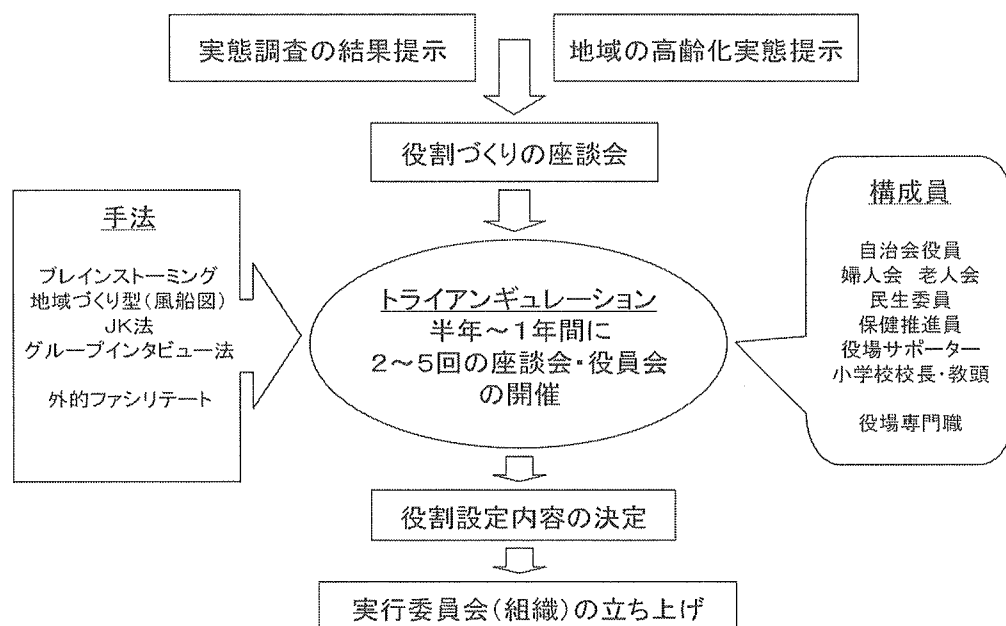 実態調査の結果提示
地域の高齢化実態提示
役割づくりの座談会
手法
ブレインストーミング
地域づくり型（風船図）
JK法
グループインタビュー法
外的ファシリテート
トライアンギュレーション
半年～1年間に
2～5回の座談会・役員会
の開催
構成員
自治会役員
婦人会 老人会
民生委員
保健推進員
役場サポーター
小学校校長・教頭
役場専門職
役割設定内容の決定
実行委員会（組織）の立ち上げ